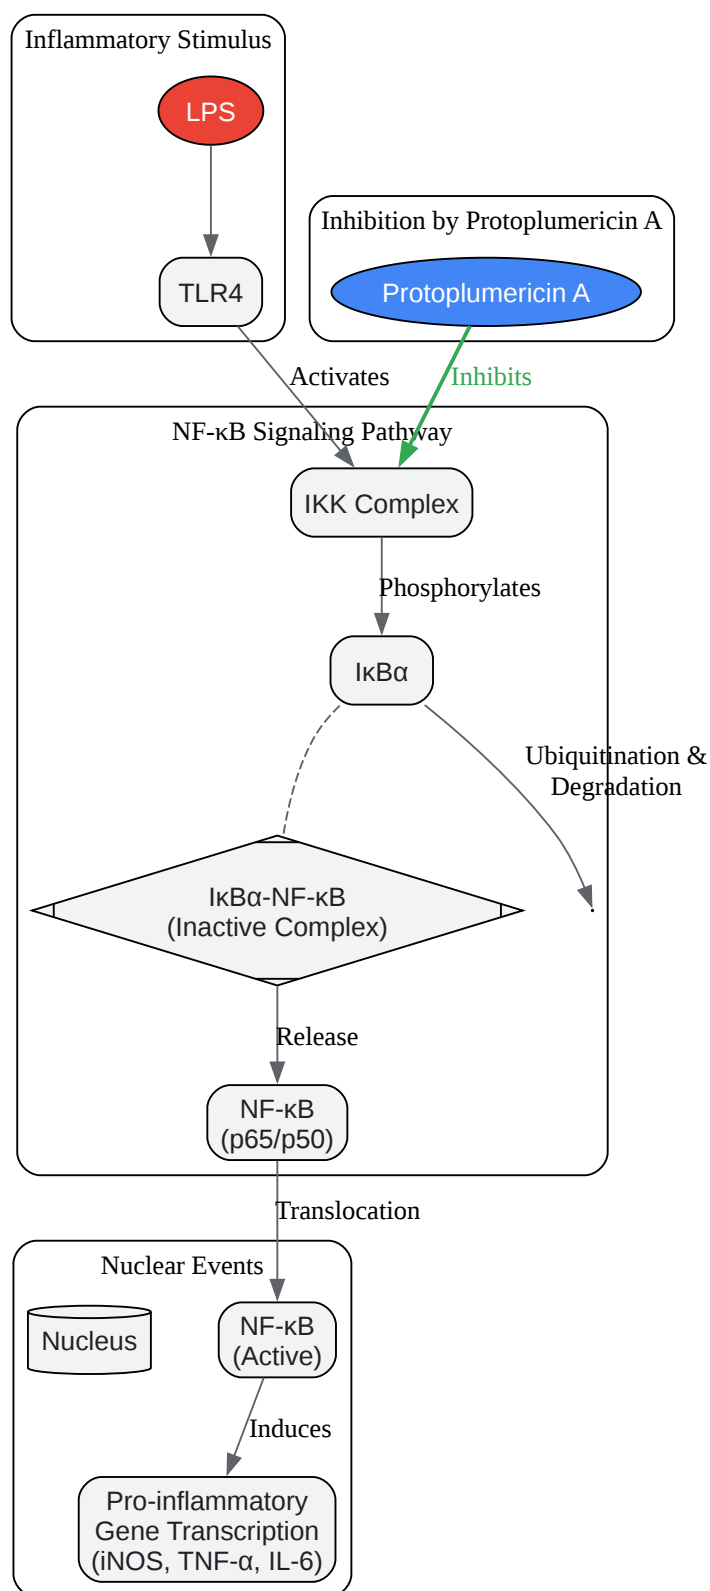 Inflammatory Stimulus
LPS
TLR4
Inhibition by Protoplumericin A
Protoplumericin A
Activates
Inhibits
NF-κB Signaling Pathway
IKK Complex
Phosphorylates
IκBα
Ubiquitination &
Degradation
IκBα-NF-κB
(Inactive Complex)
Release
NF-κB
(p65/p50)
Translocation
Nuclear Events
Nucleus
NF-κB
(Active)
Induces
Pro-inflammatory
Gene Transcription
(iNOS, TNF-α, IL-6)